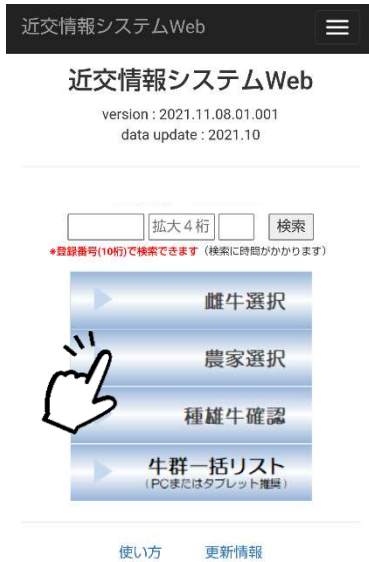 近交情報システムWeb
近交情報システムWeb
version : 2021.11.08.01.001
data update : 2021.10
拡大４桁 検索
*登録番号(10桁)で検索できます（検索に時間がかかります）
雌牛選択
農家選択
種雄牛確認
牛群一括リスト
（PCまたはタブレット推奨）
使い方 更新情報